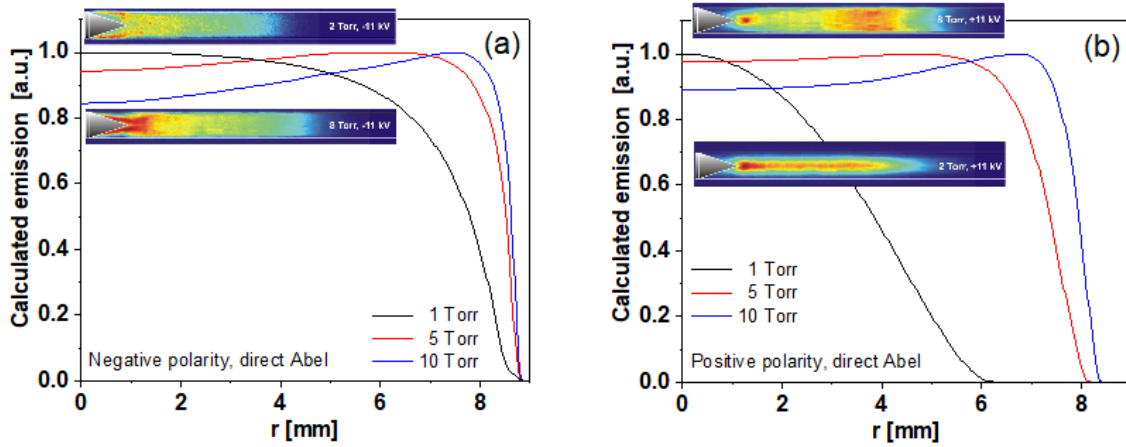 2 Torr, -11 kV
(a)
8 Torr, -11 kV
1 Torr
5 Torr
10 Torr
Negative polarity, direct Abel
Calculated emission [a.u.]
1.0
0.8
0.6
0.4
0.2
0.0
0 2 4 6 8
r [mm]
8 Torr, +11 kV
(b)
2 Torr, +11 kV
1 Torr
5 Torr
10 Torr
Positive polarity, direct Abel
Calculated emission [a.u.]
1.0
0.8
0.6
0.4
0.2
0.0
0 2 4 6 8
r [mm]